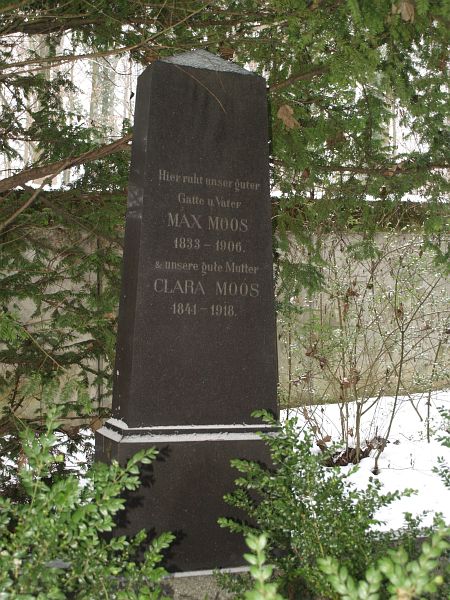 Hier ruht unser guter
Gatte u. Vater
MAX MOOS
1833 - 1906.
& unsere gute Mutter
CLARA MOOS
1841 - 1918.